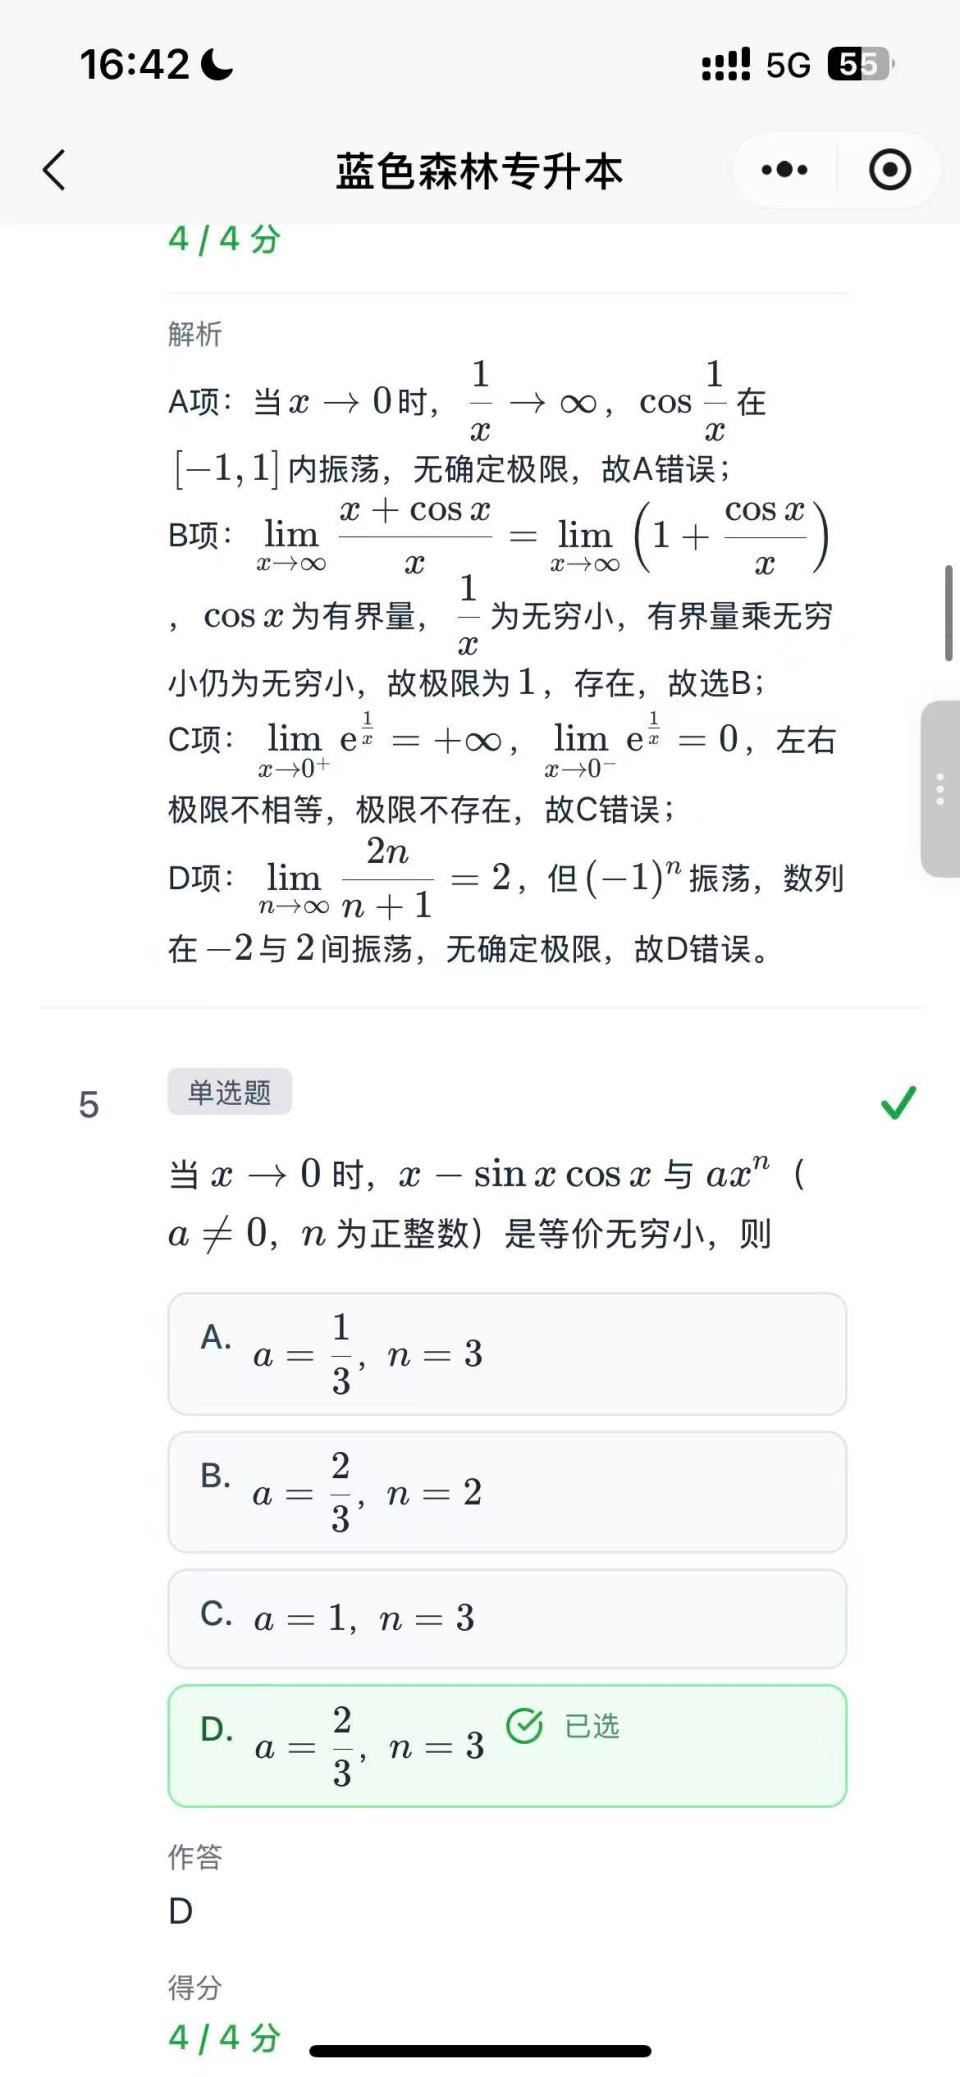 16:42
5G 55
蓝色森林专升本
4 / 4 分
解析
A项：当 x → 0 时，1/x → ∞，cos 1/x 在
[−1, 1] 内振荡，无确定极限，故A错误；
B项：lim x→∞ (x + cos x)/x = lim x→∞ (1 + cos x/x)
，cos x 为有界量，1/x 为无穷小，有界量乘无穷
小仍为无穷小，故极限为 1，存在，故选B；
C项：lim x→0⁺ e^(1/x) = +∞，lim x→0⁻ e^(1/x) = 0，左右
极限不相等，极限不存在，故C错误；
D项：lim n→∞ 2n/(n + 1) = 2，但 (−1)ⁿ 振荡，数列
在 −2 与 2 间振荡，无确定极限，故D错误。
5
单选题
当 x → 0 时，x − sin x cos x 与 axⁿ（
a ≠ 0，n 为正整数）是等价无穷小，则
A. a = 1/3, n = 3
B. a = 2/3, n = 2
C. a = 1, n = 3
D. a = 2/3, n = 3 已选
作答
D
得分
4 / 4 分